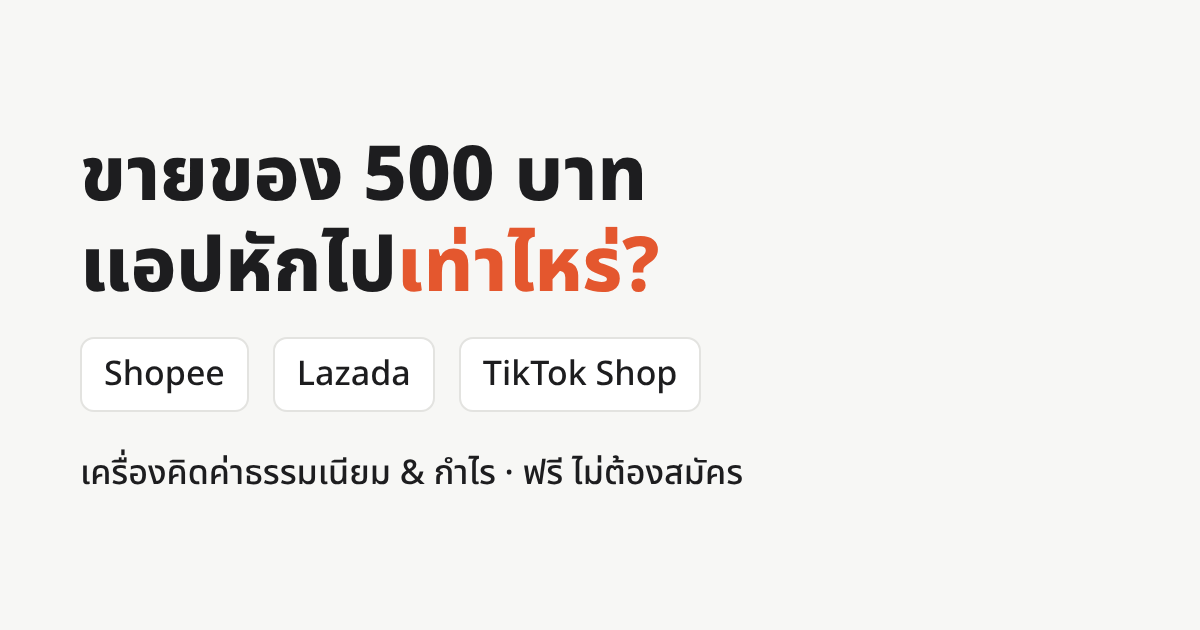 ขายของ 500 บาท
แอปหักไปเท่าไหร่?
Shopee Lazada TikTok Shop
เครื่องคิดค่าธรรมเนียม & กำไร · ฟรี ไม่ต้องสมัคร